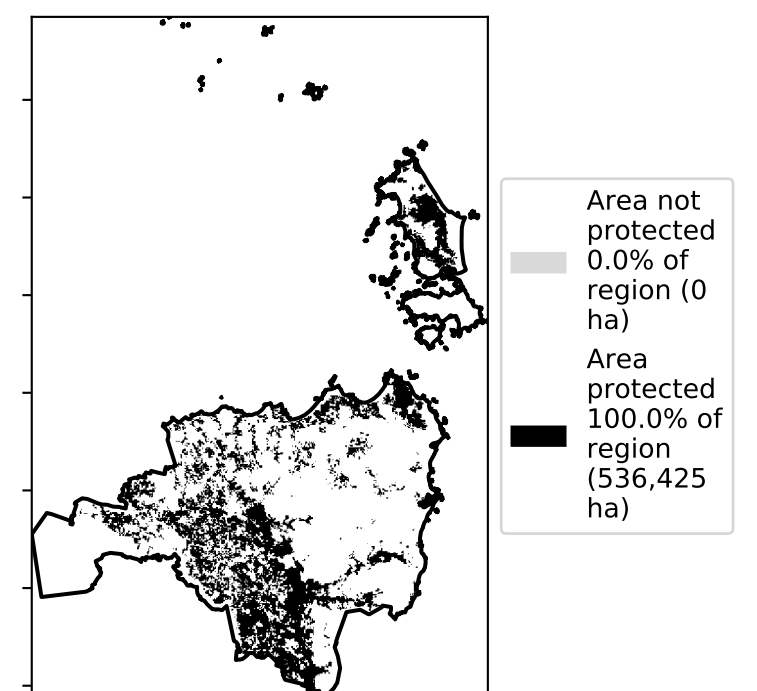 Area not
protected
0.0% of
region (0
ha)
Area
protected
100.0% of
region
(536,425
ha)